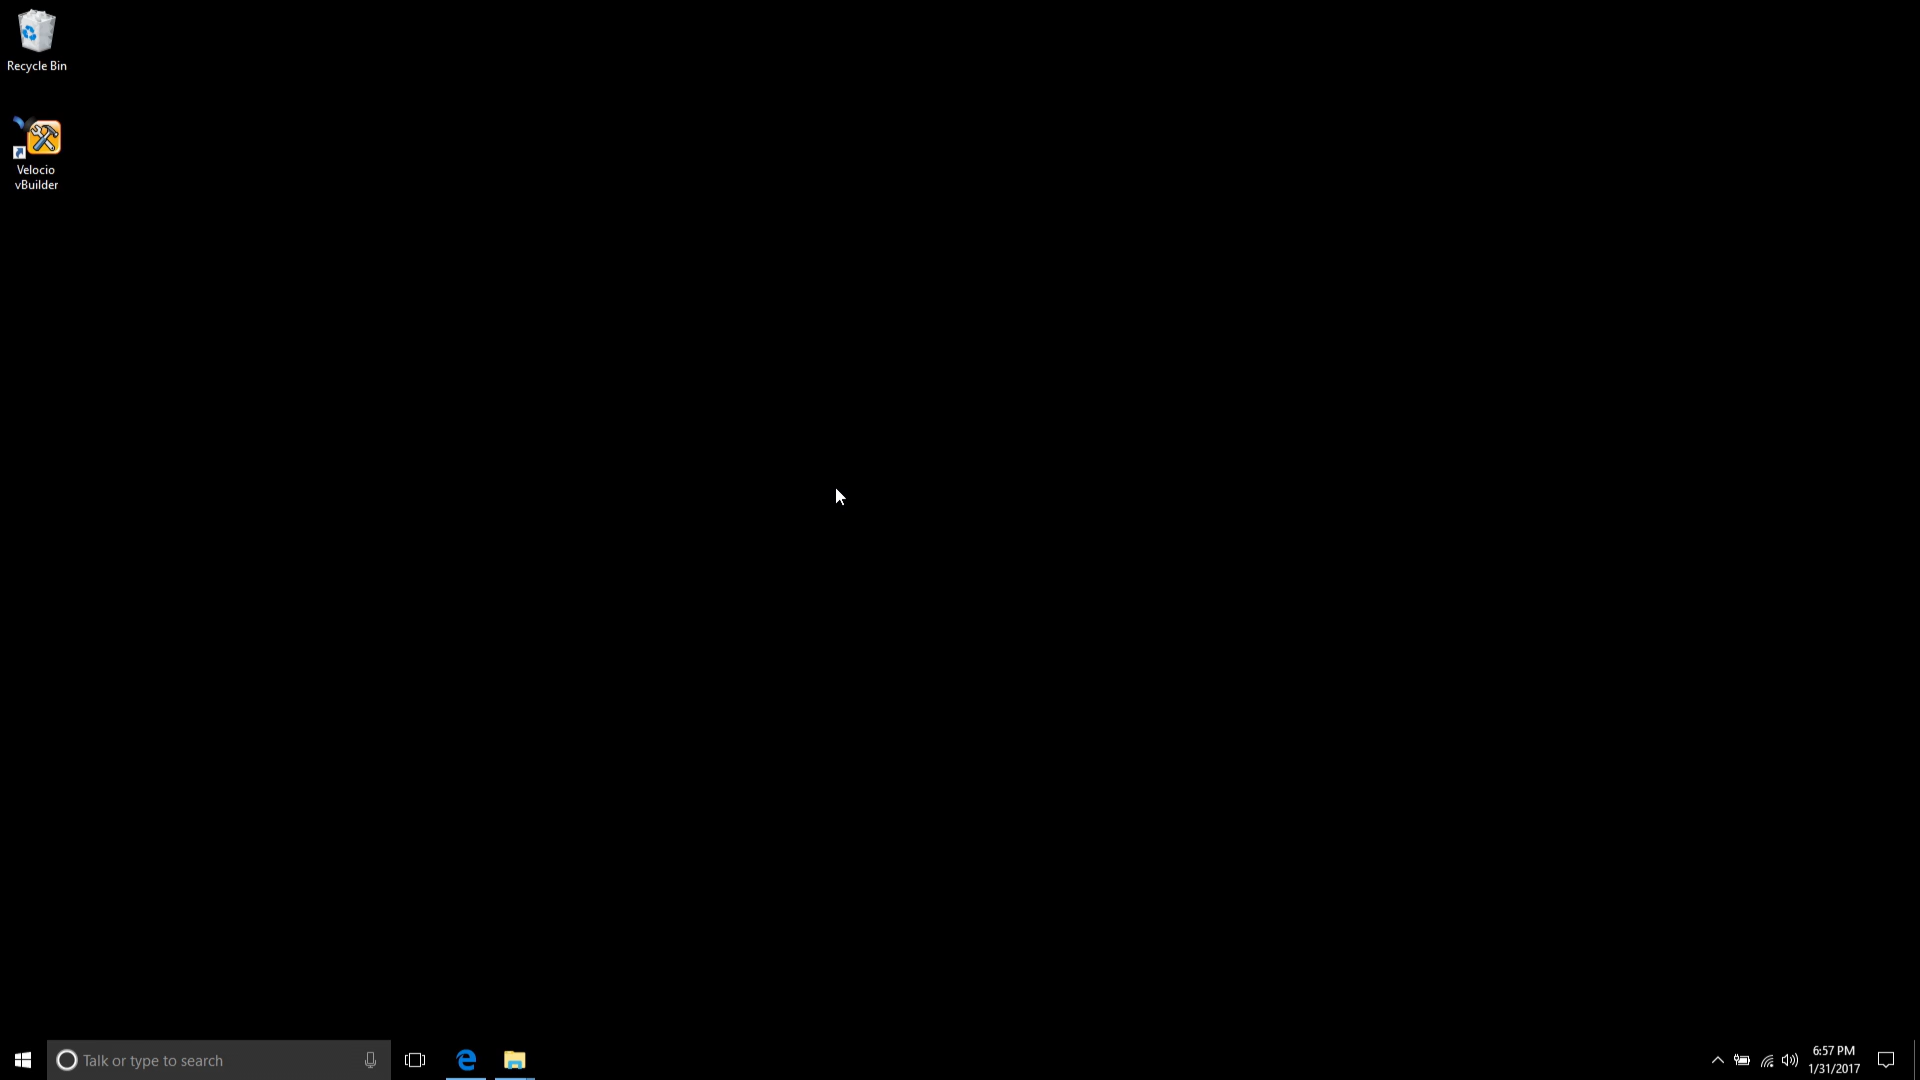 Recycle Bin
Velocio
vBuilder
Talk or type to search
6:57 PM
1/31/2017